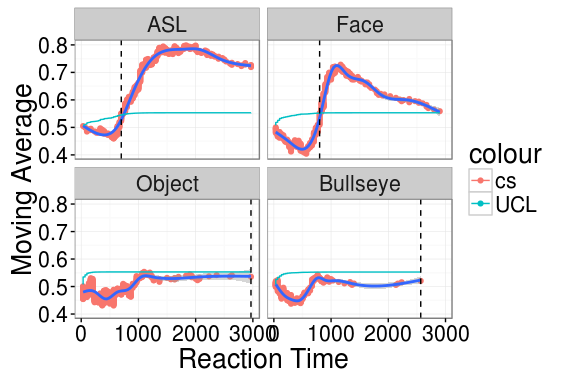 ASL Face
0.8
0.7
0.6
0.5
0.4
Object Bullseye
0.8
0.7
0.6
0.5
0.4
0 1000 2000 3000 0 1000 2000 3000
Moving Average
Reaction Time
colour
cs
UCL